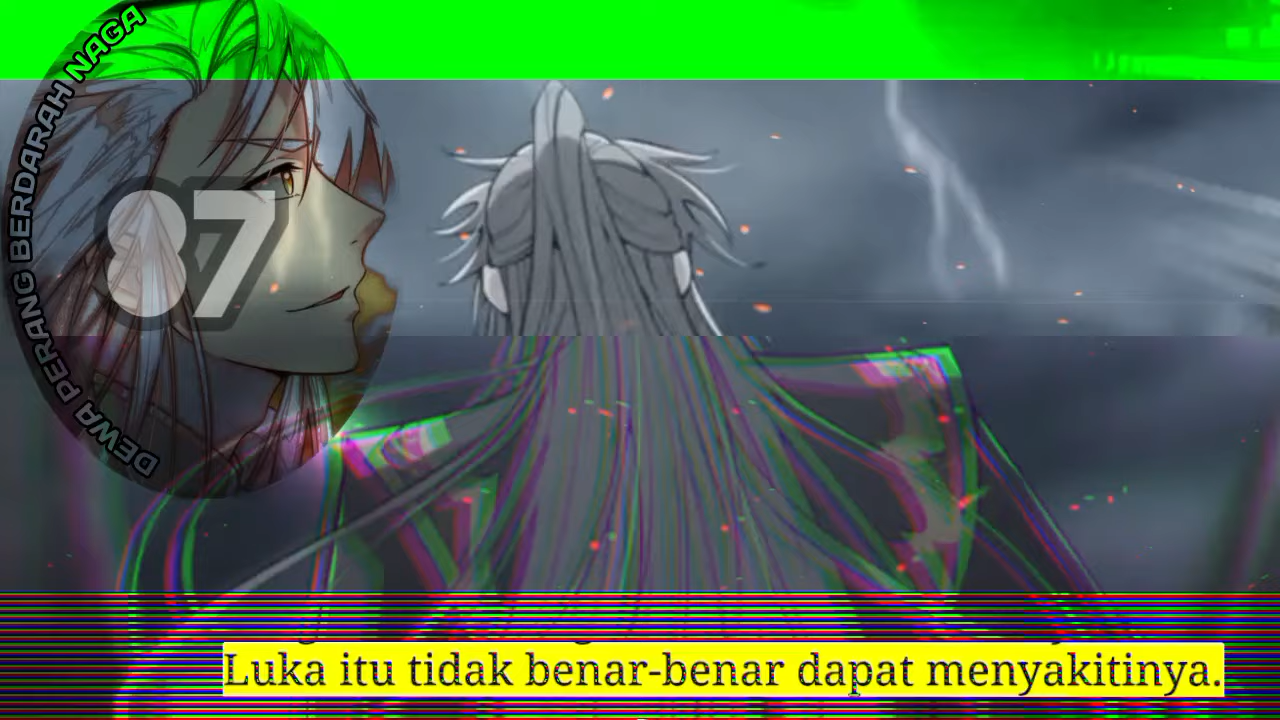 DEWA PERANG BERDARAH NAGA
87
Luka itu tidak benar-benar dapat menyakitinya.